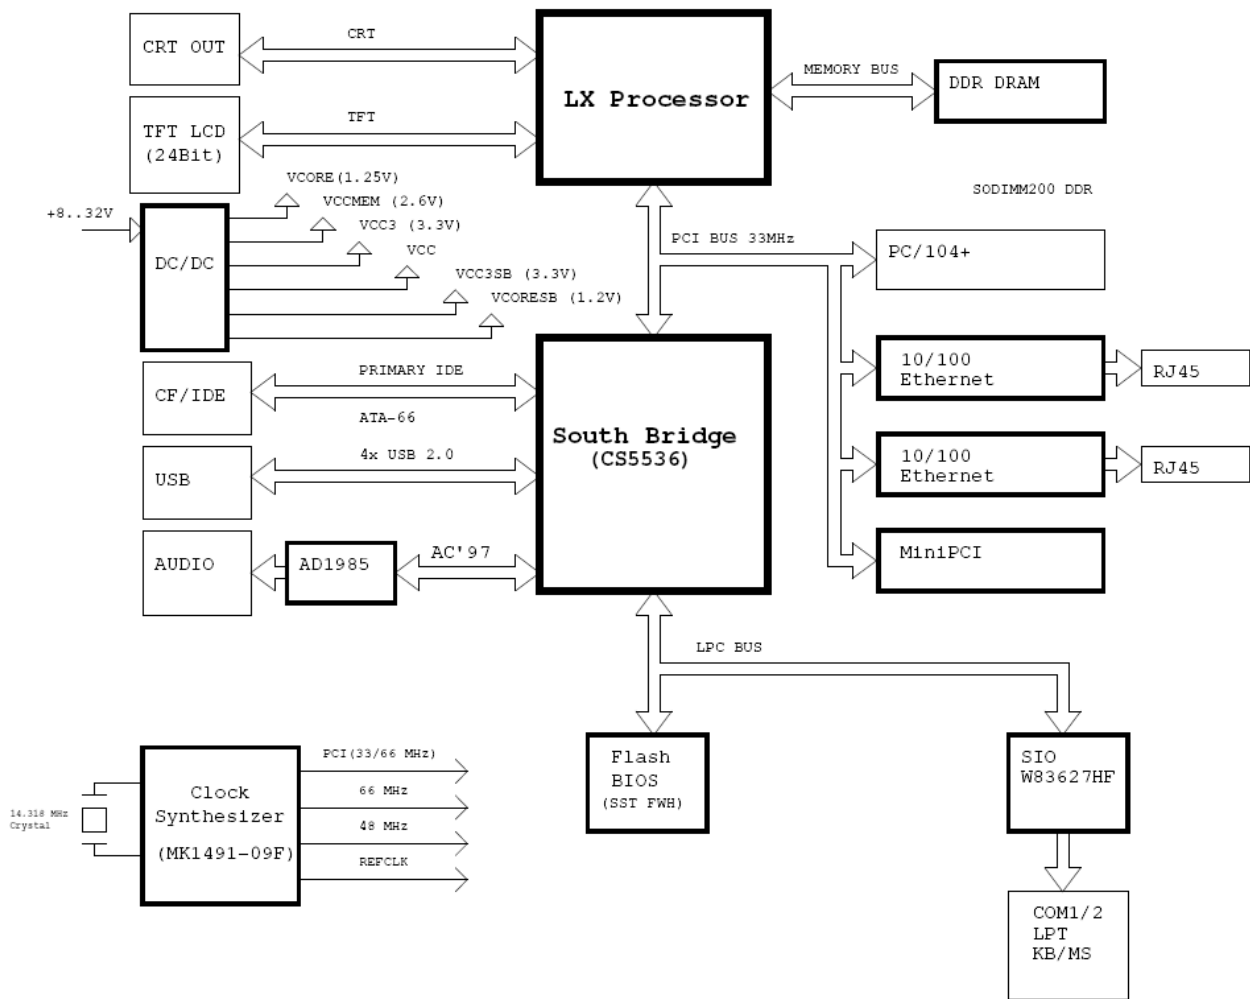 CRT OUT
CRT
LX Processor
MEMORY BUS
DDR DRAM
TFT LCD
(24Bit)
TFT
SODIMM200 DDR
+8..32V
DC/DC
VCORE(1.25V)
VCCMEM (2.6V)
VCC3 (3.3V)
VCC
VCC3SB (3.3V)
VCORESB (1.2V)
PCI BUS 33MHz
PC/104+
10/100
Ethernet
RJ45
10/100
Ethernet
RJ45
MiniPCI
CF/IDE
PRIMARY IDE
ATA-66
South Bridge
(CS5536)
USB
4x USB 2.0
AUDIO
AD1985
AC'97
LPC BUS
Flash
BIOS
(SST FWH)
SIO
W83627HF
COM1/2
LPT
KB/MS
14.318 MHz
Crystal
Clock
Synthesizer
(MK1491-09F)
PCI(33/66 MHz)
66 MHz
48 MHz
REFCLK